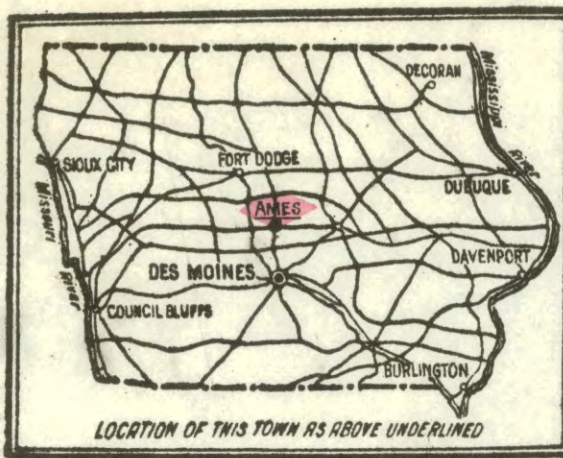 DECORAN
Mississippi River
SIOUX CITY
FORT DODGE
DUBUQUE
AMES
Missouri River
DES MOINES
DAVENPORT
COUNCIL BLUFFS
BURLINGTON
LOCATION OF THIS TOWN AS ABOVE UNDERLINED